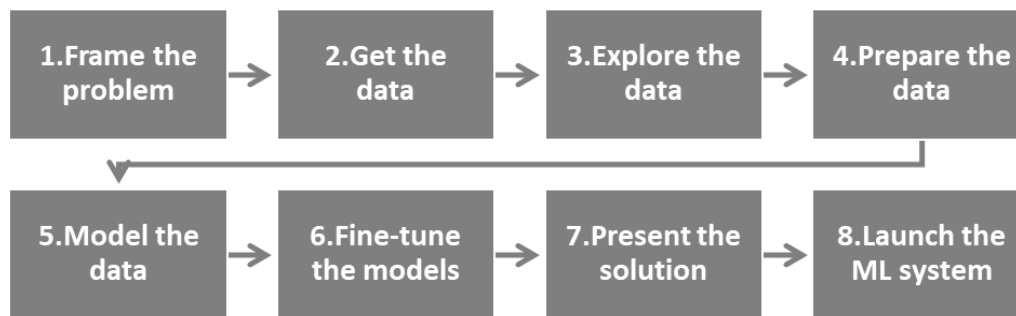 1.Frame the
problem
2.Get the
data
3.Explore the
data
4.Prepare the
data
5.Model the
data
6.Fine-tune
the models
7.Present the
solution
8.Launch the
ML system